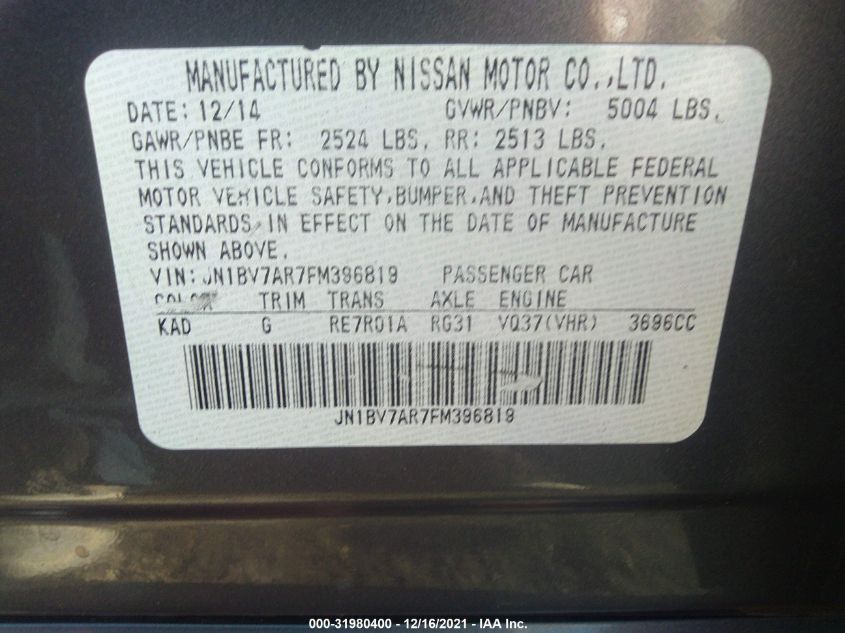 MANUFACTURED BY NISSAN MOTOR CO.,LTD.
DATE: 12/14 GVWR/PNBV: 5004 LBS.
GAWR/PNBE FR: 2524 LBS. RR: 2513 LBS.
THIS VEHICLE CONFORMS TO ALL APPLICABLE FEDERAL
MOTOR VEHICLE SAFETY,BUMPER,AND THEFT PREVENTION
STANDARDS, IN EFFECT ON THE DATE OF MANUFACTURE
SHOWN ABOVE.
VIN: JN1BV7AR7FM396819 PASSENGER CAR
COLOR TRIM TRANS AXLE ENGINE
KAD G RE7R01A RG31 VQ37(VHR) 3696CC
JN1BV7AR7FM396819
000-31980400 - 12/16/2021 - IAA Inc.